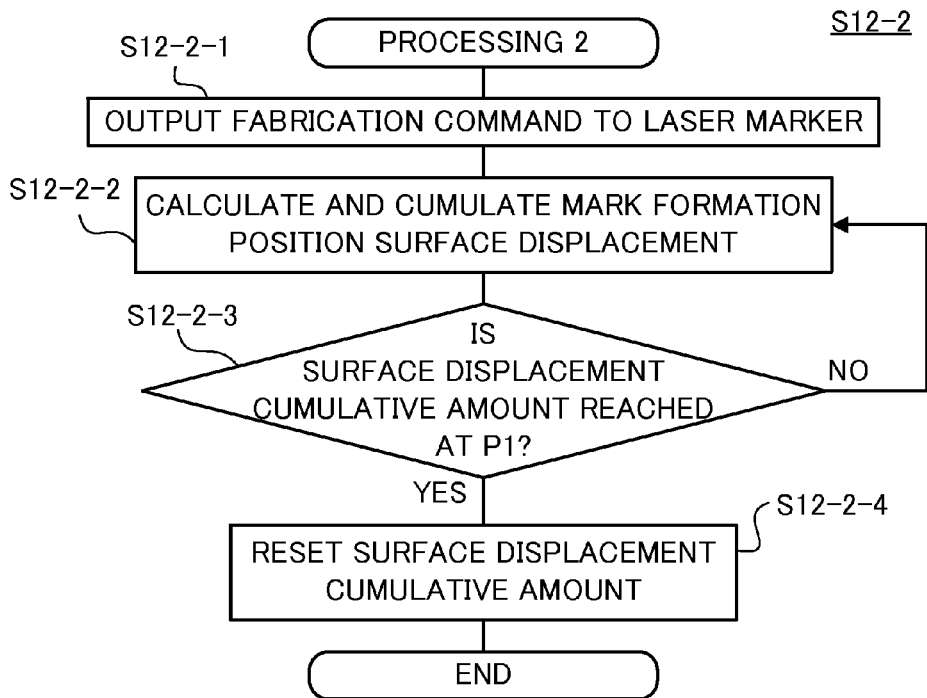 S12-2
PROCESSING 2
S12-2-1
OUTPUT FABRICATION COMMAND TO LASER MARKER
S12-2-2
CALCULATE AND CUMULATE MARK FORMATION
POSITION SURFACE DISPLACEMENT
S12-2-3
IS
SURFACE DISPLACEMENT
CUMULATIVE AMOUNT REACHED
AT P1?
NO
YES
S12-2-4
RESET SURFACE DISPLACEMENT
CUMULATIVE AMOUNT
END